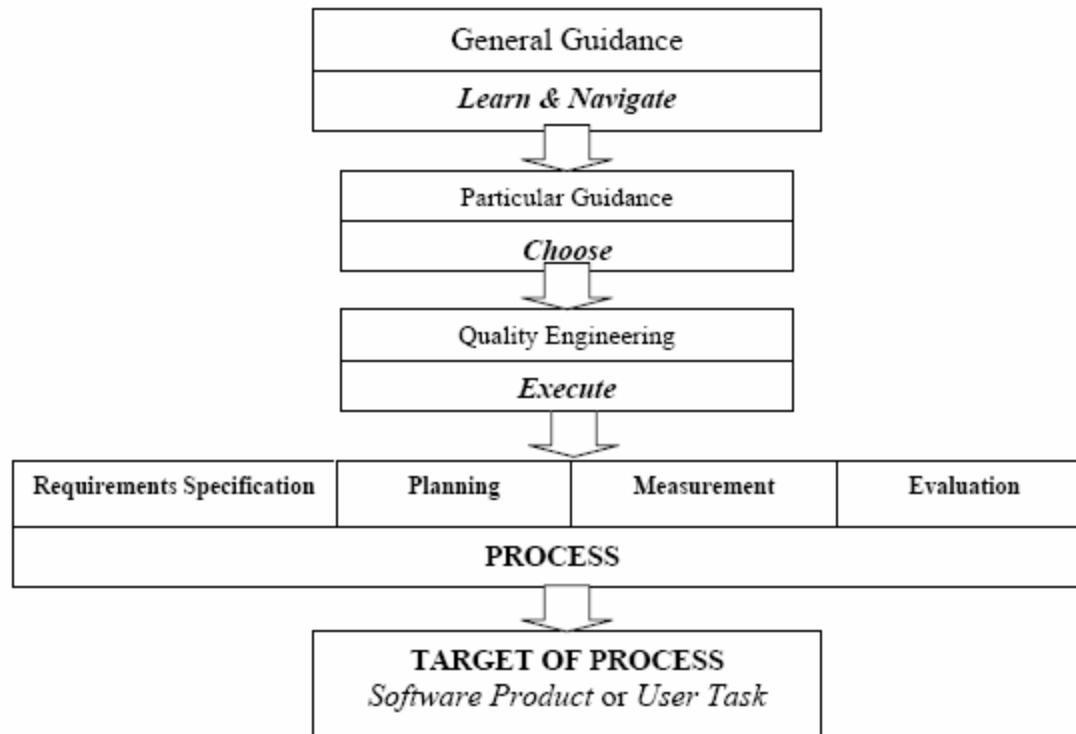 General Guidance
Learn & Navigate
Particular Guidance
Choose
Quality Engineering
Execute
Requirements Specification
Planning
Measurement
Evaluation
PROCESS
TARGET OF PROCESS
Software Product or User Task